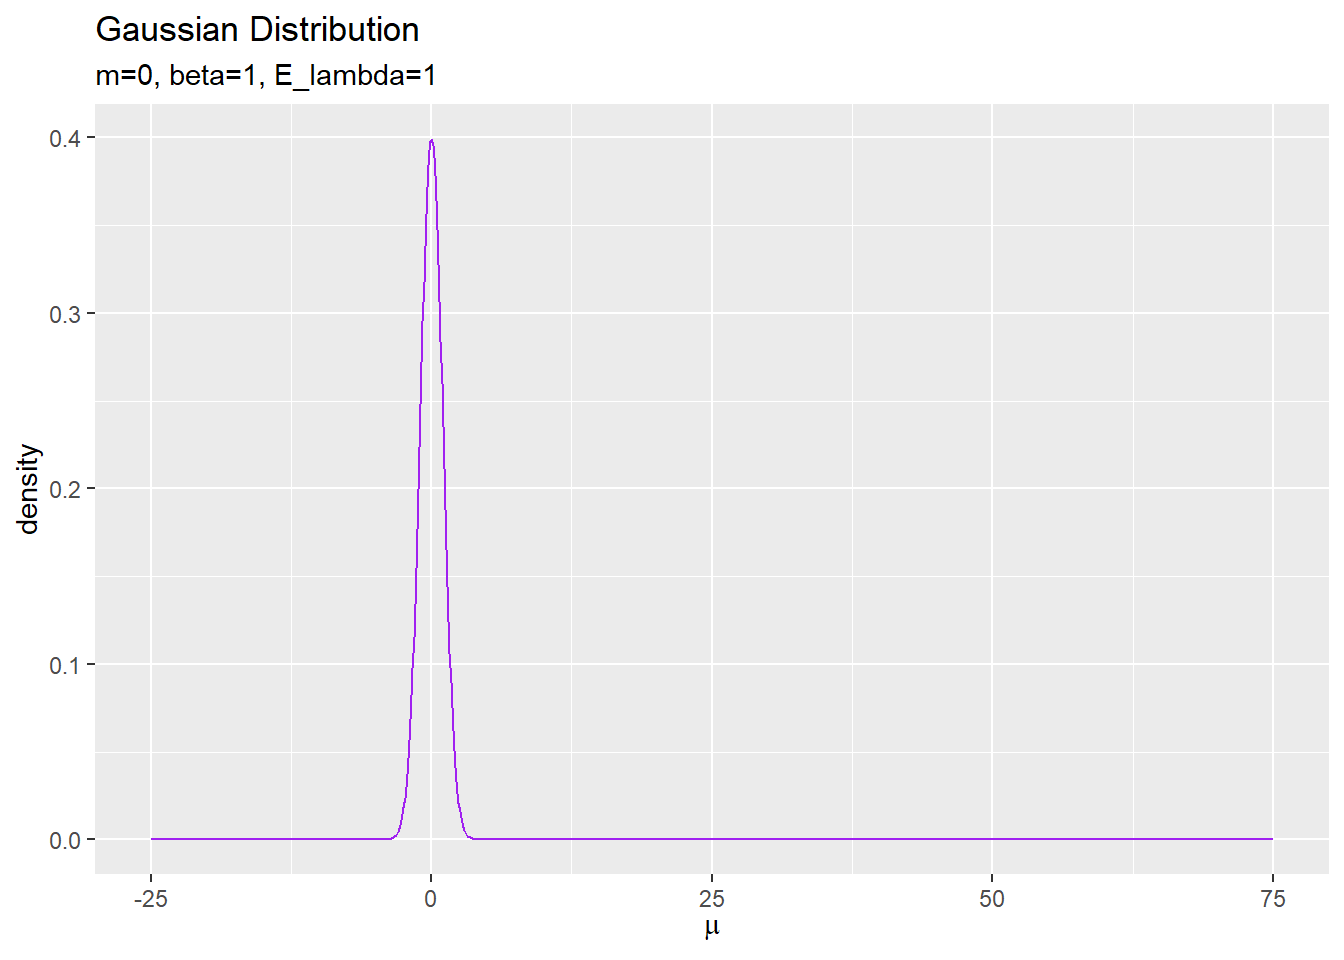 Gaussian Distribution
m=0, beta=1, E_lambda=1
0.4
0.3
0.2
0.1
0.0
density
-25 0 25 50 75
μ